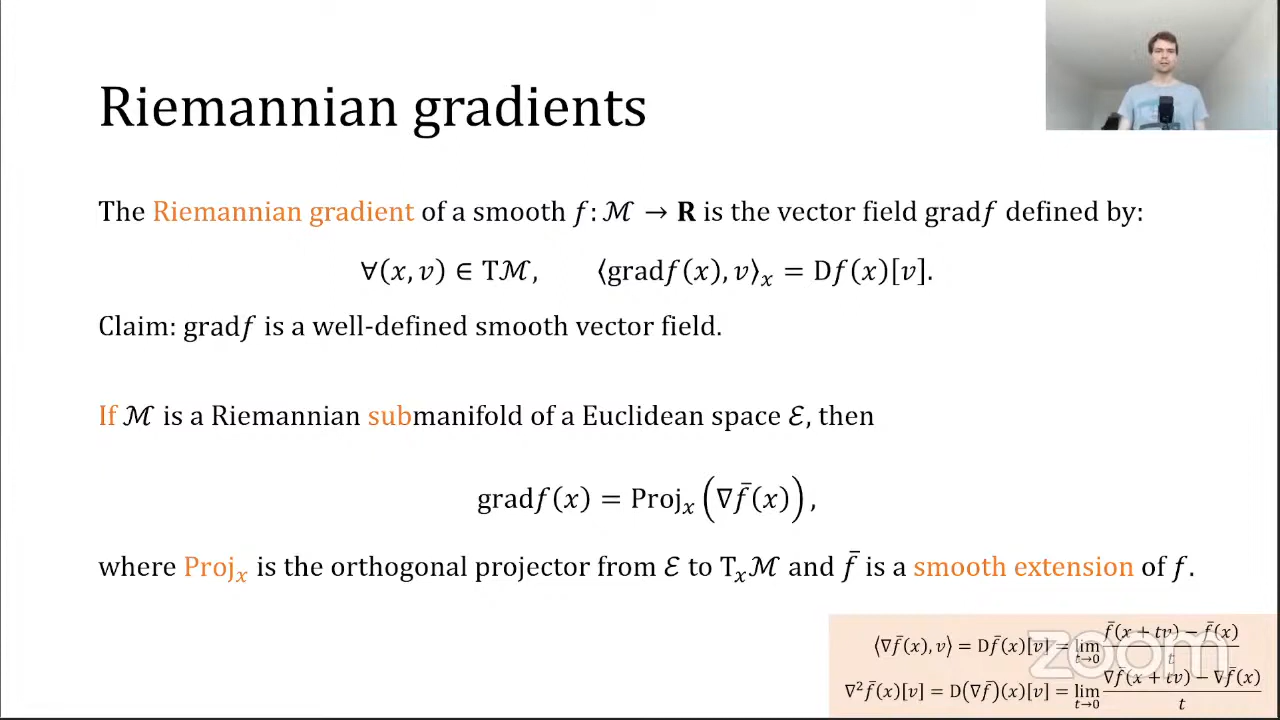 Riemannian gradients
The Riemannian gradient of a smooth f: ℳ → R is the vector field gradf defined by:
∀(x, v) ∈ Tℳ, ⟨gradf(x), v⟩ₓ = Df(x)[v].
Claim: gradf is a well-defined smooth vector field.
If ℳ is a Riemannian submanifold of a Euclidean space ℰ, then
gradf(x) = Projₓ(∇f̄(x)),
where Projₓ is the orthogonal projector from ℰ to Tₓℳ and f̄ is a smooth extension of f.
⟨∇f̄(x), v⟩ = Df̄(x)[v] = lim t→0 f̄(x + tv) − f̄(x) / t
∇²f̄(x)[v] = D(∇f̄)(x)[v] = lim t→0 ∇f̄(x + tv) − ∇f̄(x) / t
zoom